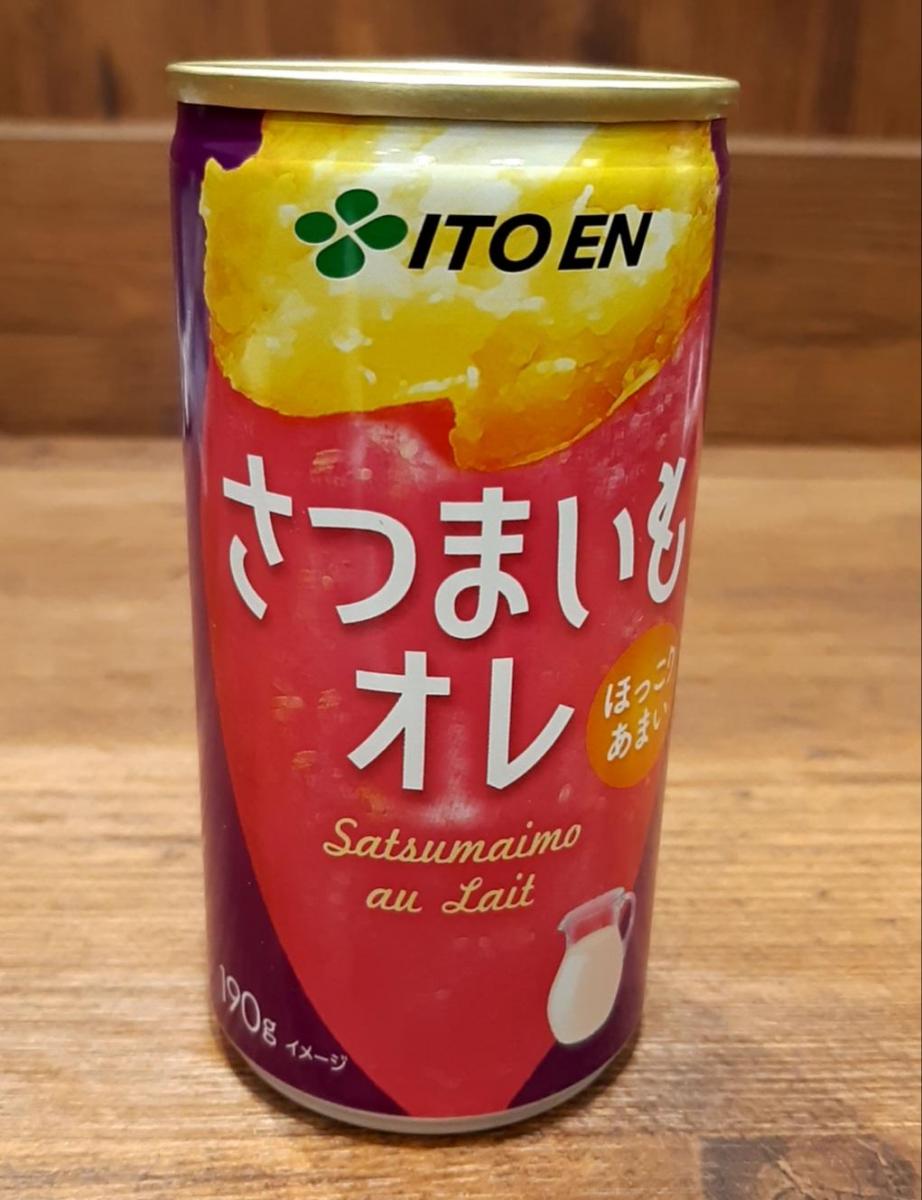 ITO EN
さつまいも
オレ
ほっこり
あまい
Satsumaimo
au Lait
190g イメージ